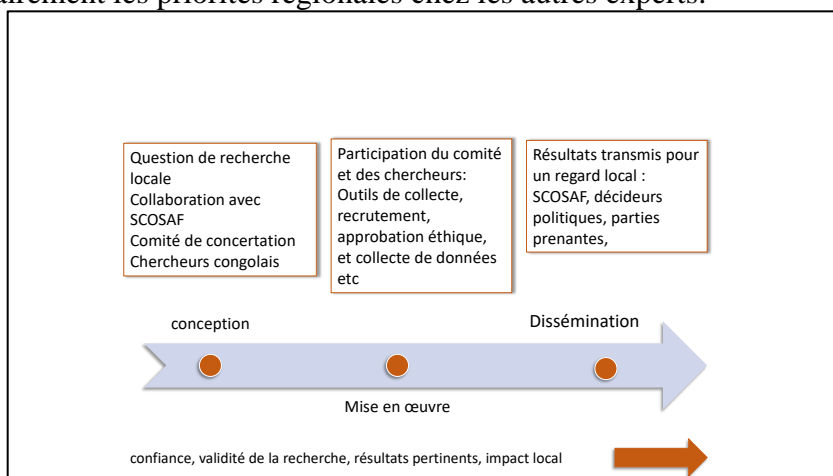 airement les priorités régionales chez les autres experts.
Question de recherche
locale
Collaboration avec
SCOSAF
Comité de concertation
Chercheurs congolais
Participation du comité
et des chercheurs:
Outils de collecte,
recrutement,
approbation éthique,
et collecte de données
etc
Résultats transmis pour
un regard local :
SCOSAF, décideurs
politiques, parties
prenantes,
conception
Dissémination
Mise en œuvre
confiance, validité de la recherche, résultats pertinents, impact local